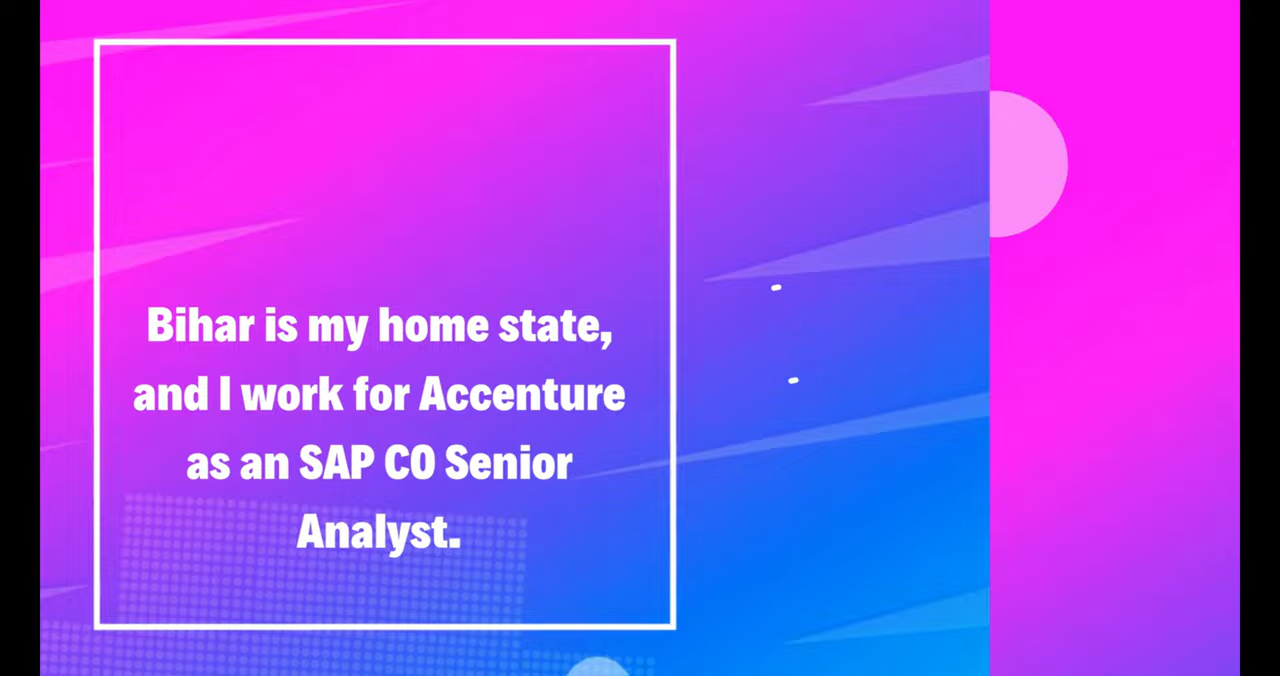 Bihar is my home state,
and I work for Accenture
as an SAP CO Senior
Analyst.